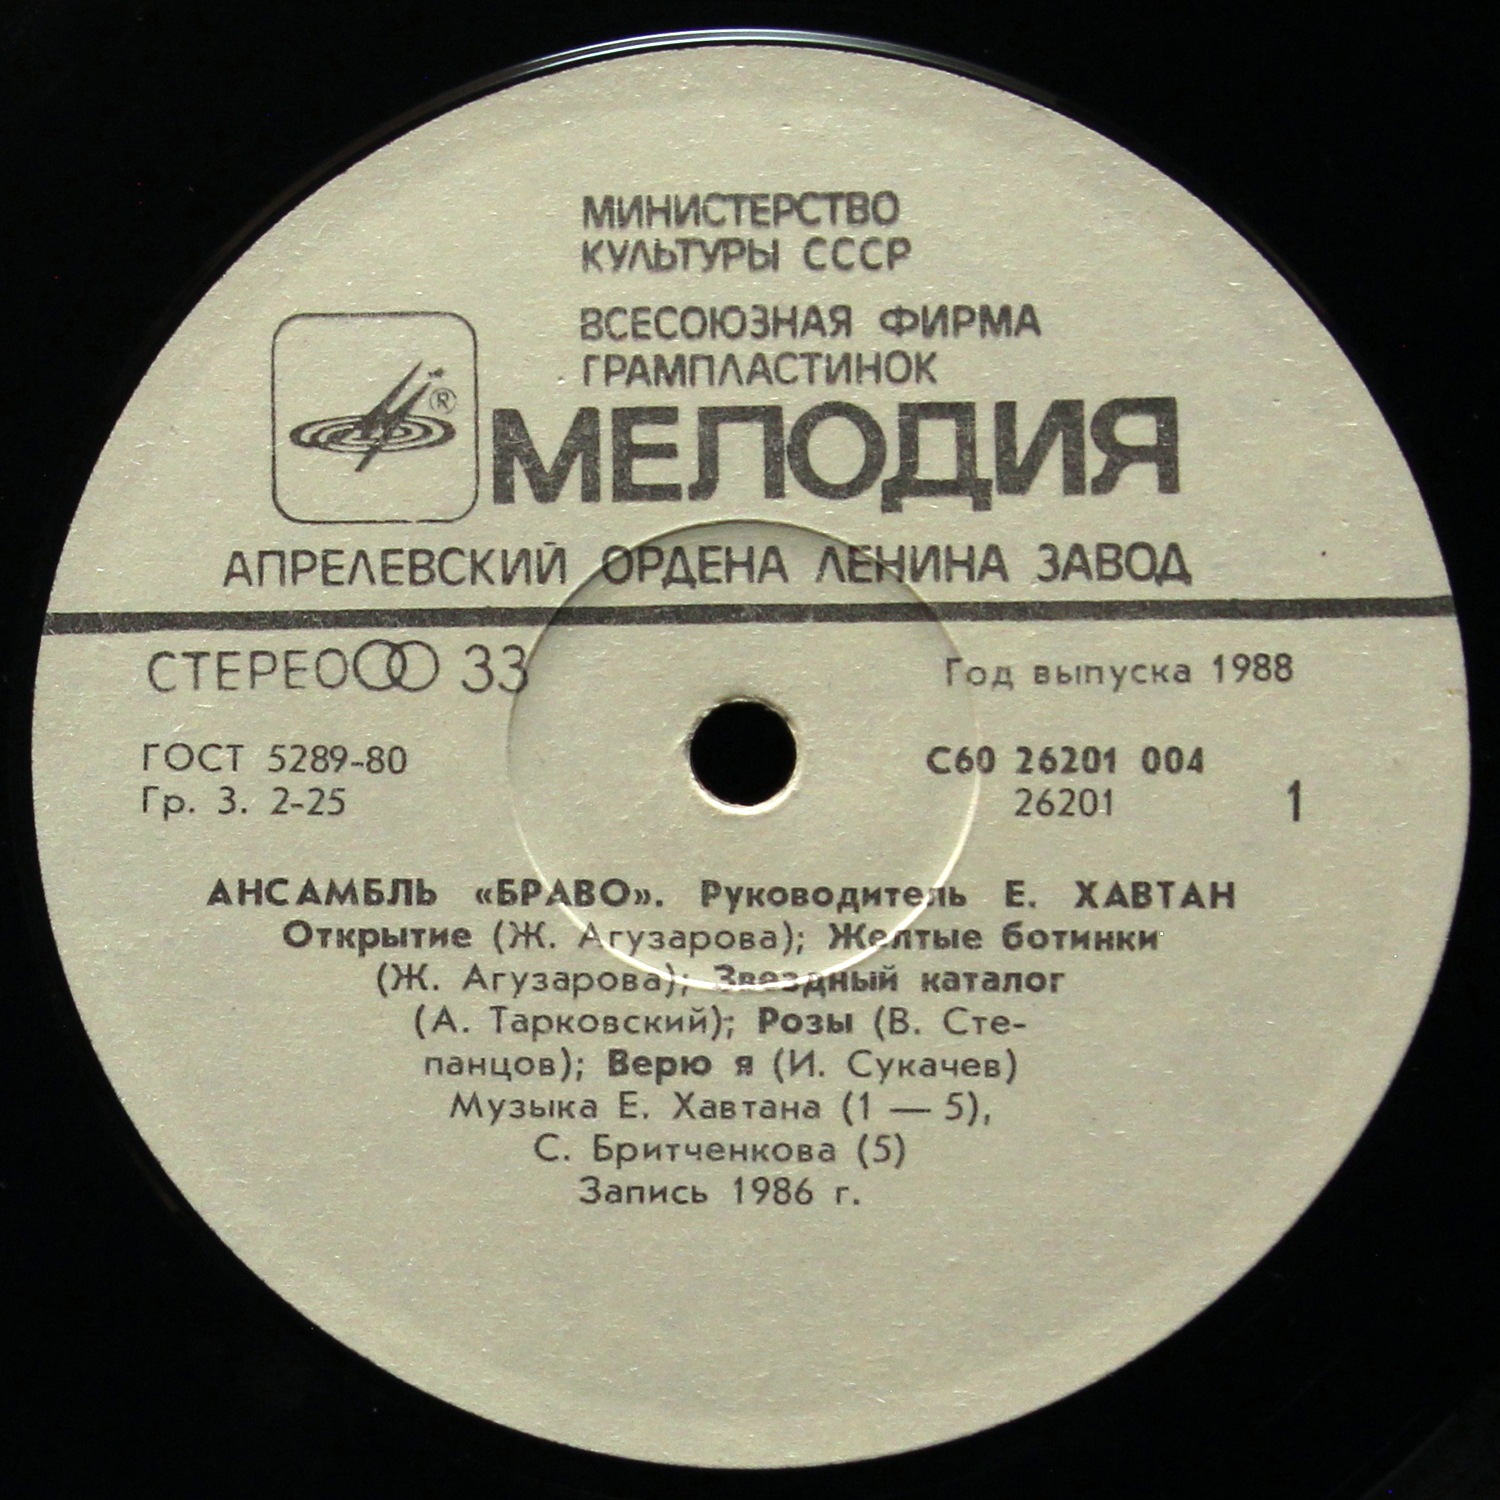 МИНИСТЕРСТВО
КУЛЬТУРЫ СССР
ВСЕСОЮЗНАЯ ФИРМА
ГРАМПЛАСТИНОК
®
МЕЛОДИЯ
АПРЕЛЕВСКИЙ ОРДЕНА ЛЕНИНА ЗАВОД
СТЕРЕО 33
Год выпуска 1988
ГОСТ 5289-80
Гр. 3. 2-25
С60 26201 004
26201
1
АНСАМБЛЬ «БРАВО». Руководитель Е. ХАВТАН
Открытие (Ж. Агузарова); Желтые ботинки
(Ж. Агузарова); Звездный каталог
(А. Тарковский); Розы (В. Сте-
панцов); Верю я (И. Сукачев)
Музыка Е. Хавтана (1 — 5),
С. Бритченкова (5)
Запись 1986 г.